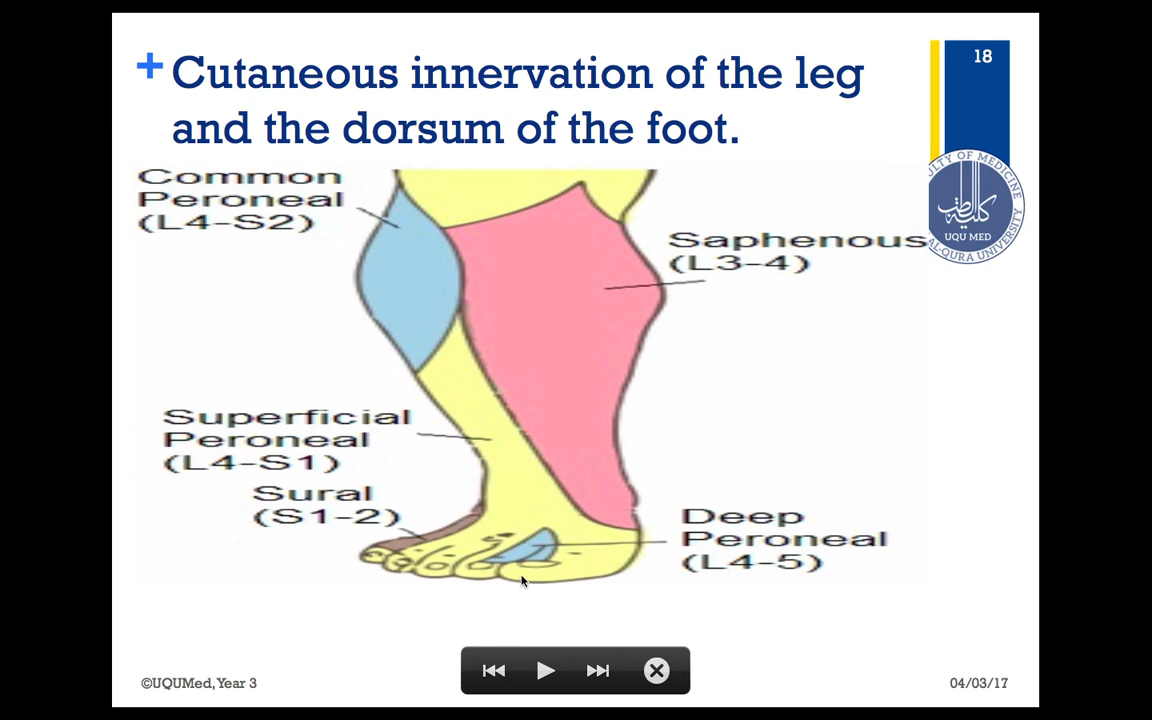 18
+ Cutaneous innervation of the leg
and the dorsum of the foot.
Common
Peroneal
(L4-S2)
Saphenous
(L3-4)
Superficial
Peroneal
(L4-S1)
Sural
(S1-2)
Deep
Peroneal
(L4-5)
LTY OF MEDICINE
UQU MED
AL-QURA UNIVERSITY
©UQUMed, Year 3
04/03/17